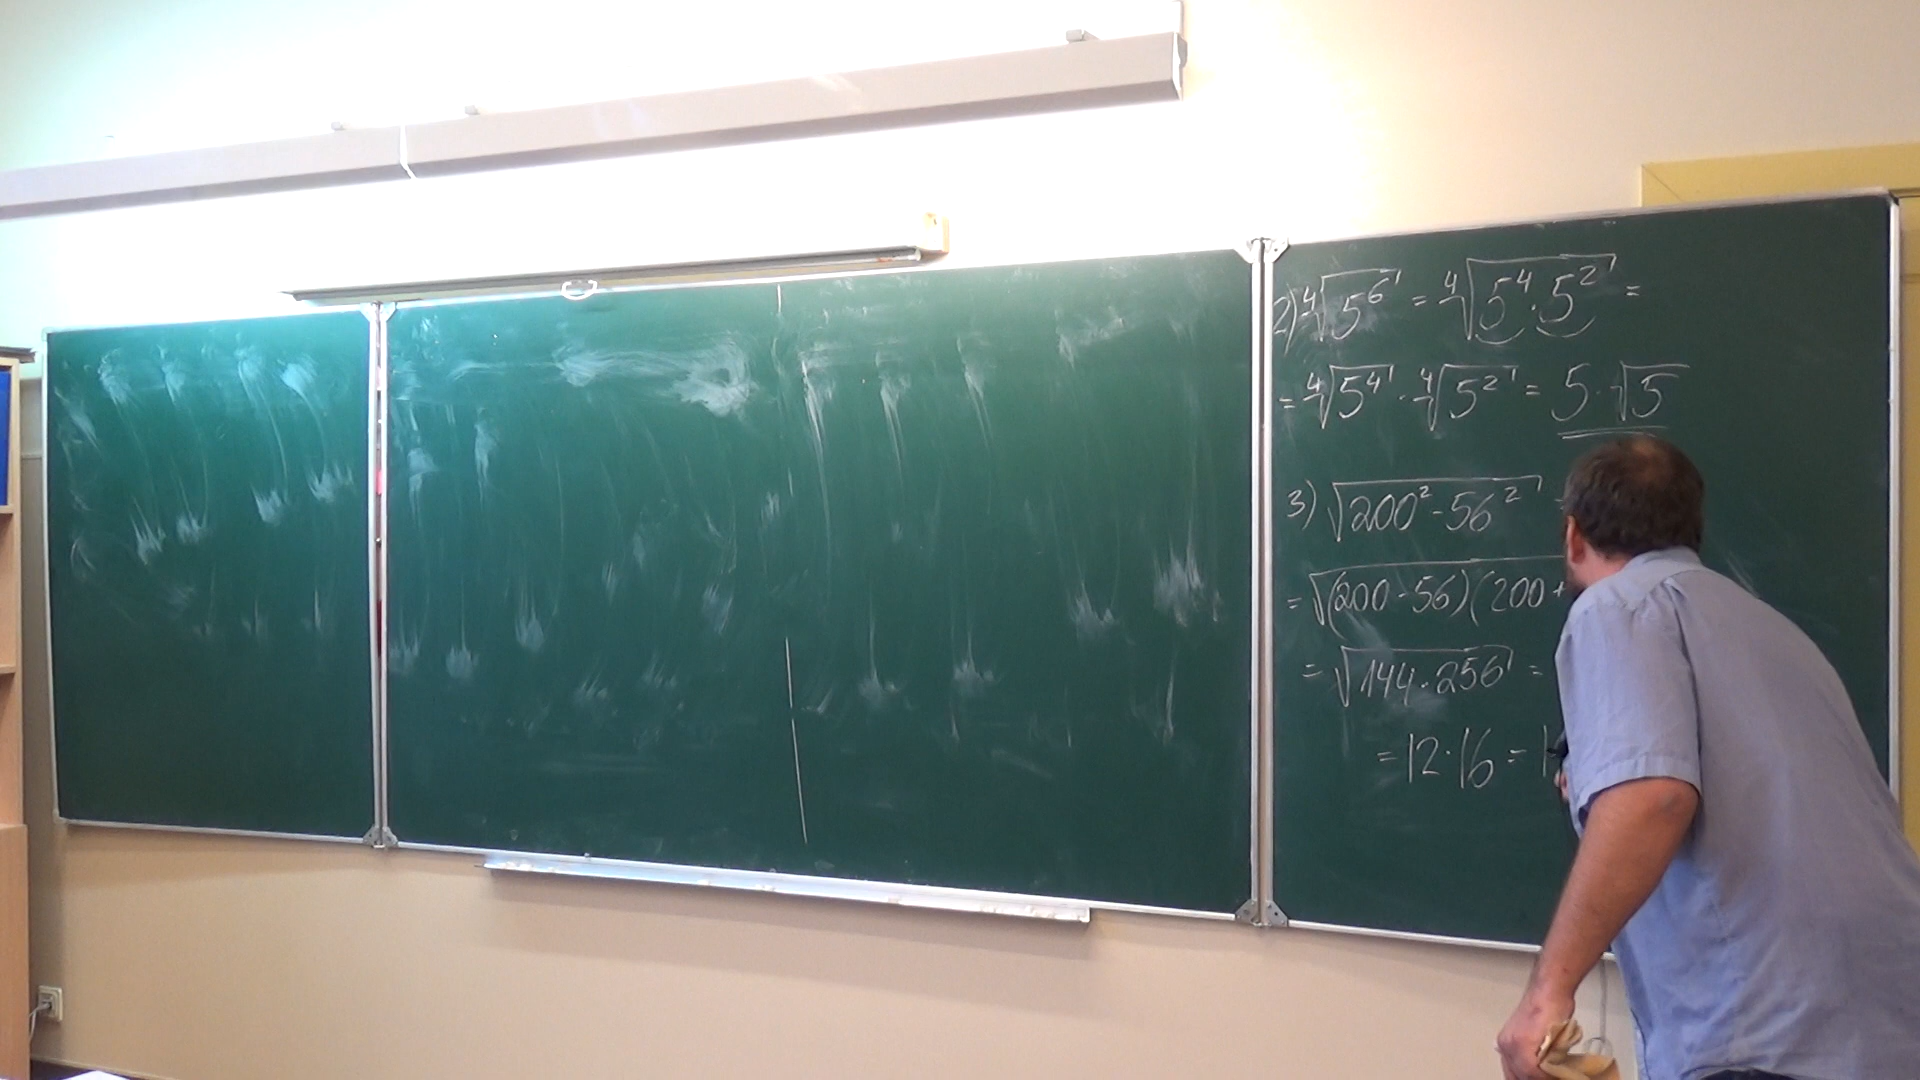 2) ⁴√5⁶ = ⁴√5⁴·5² =
= ⁴√5⁴ · ⁴√5² = 5·√5
3) √200²-56²
= √(200-56)(200+
= √144·256 =
= 12·16 = 1